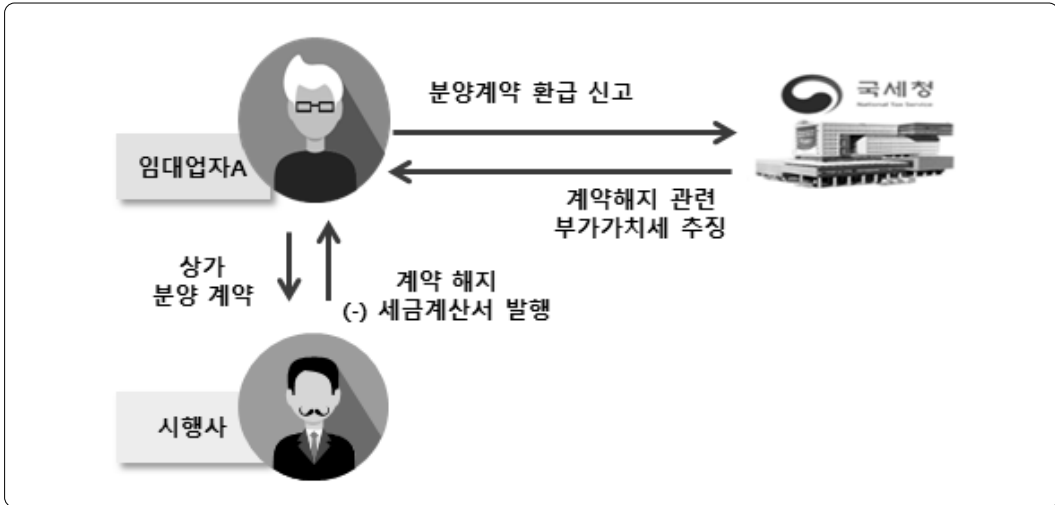 분양계약 환급 신고
국세청
National Tax Service
임대업자A
계약해지 관련
부가가치세 추징
상가
분양 계약
계약 해지
(-) 세금계산서 발행
시행사